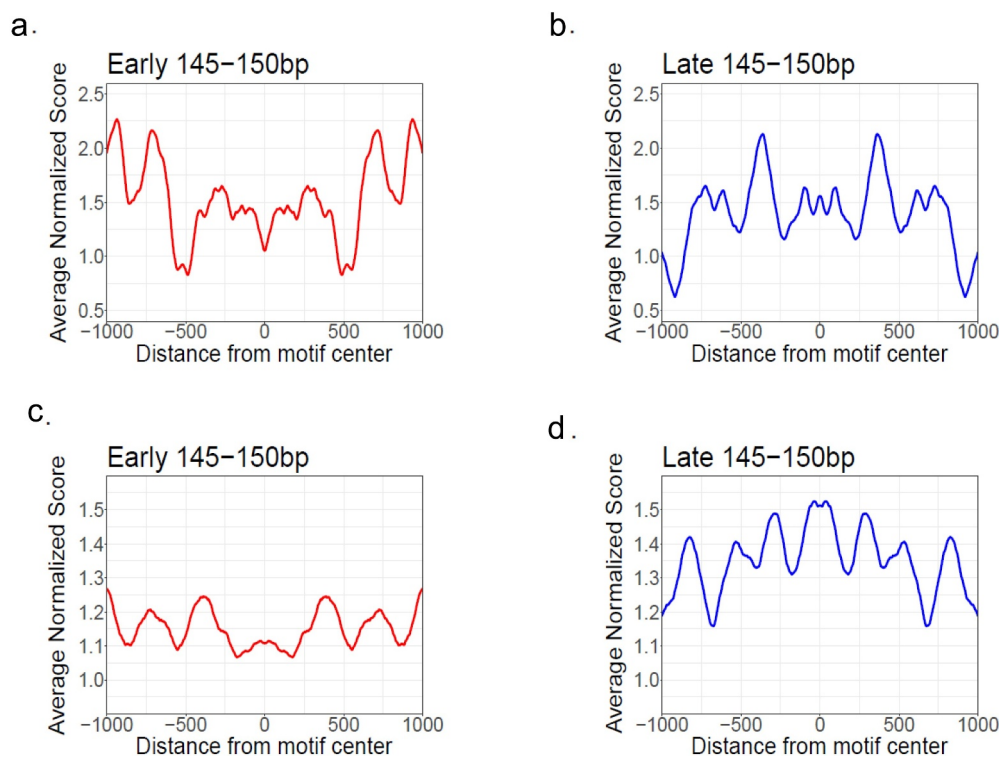 a.
Early 145−150bp
Average Normalized Score
2.5
2.0
1.5
1.0
0.5
−1000 −500 0 500 1000
Distance from motif center
b.
Late 145−150bp
Average Normalized Score
2.5
2.0
1.5
1.0
0.5
−1000 −500 0 500 1000
Distance from motif center
c.
Early 145−150bp
Average Normalized Score
1.5
1.4
1.3
1.2
1.1
1.0
−1000 −500 0 500 1000
Distance from motif center
d.
Late 145−150bp
Average Normalized Score
1.5
1.4
1.3
1.2
1.1
1.0
−1000 −500 0 500 1000
Distance from motif center